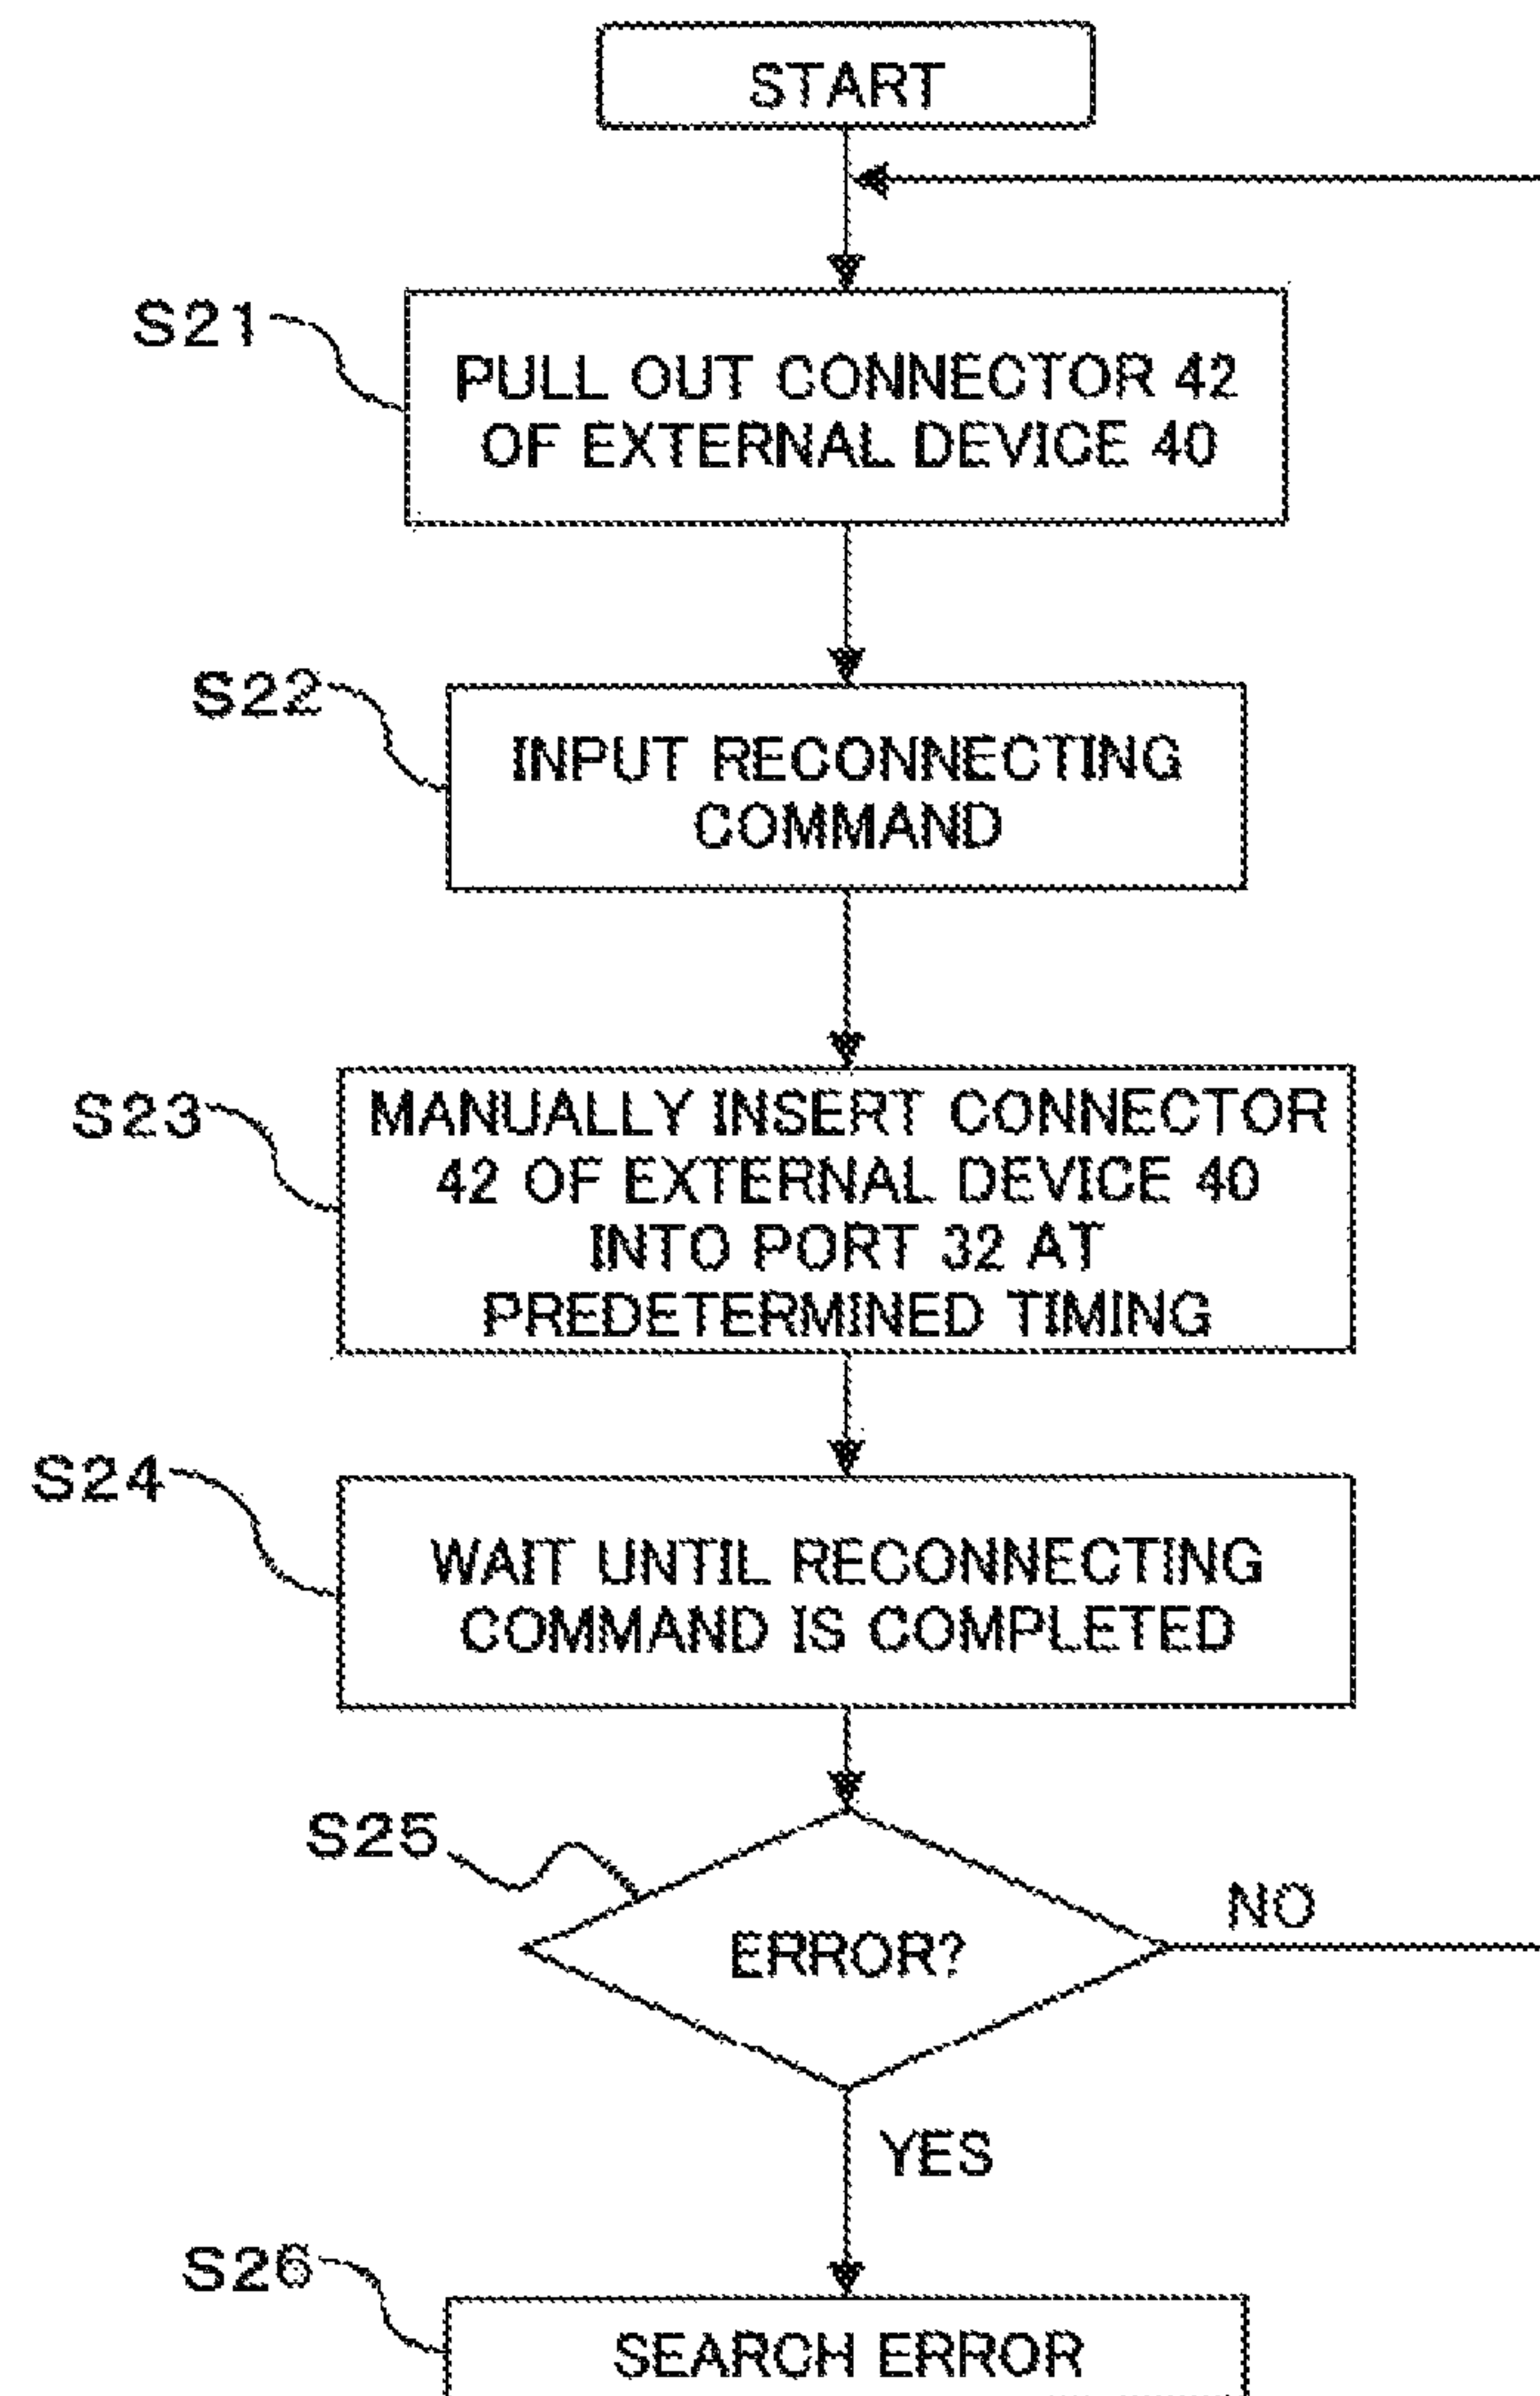 START
S21
PULL OUT CONNECTOR 42
OF EXTERNAL DEVICE 40
S22
INPUT RECONNECTING
COMMAND
S23
MANUALLY INSERT CONNECTOR
42 OF EXTERNAL DEVICE 40
INTO PORT 32 AT
PREDETERMINED TIMING
S24
WAIT UNTIL RECONNECTING
COMMAND IS COMPLETED
S25
ERROR?
NO
YES
S26
SEARCH ERROR